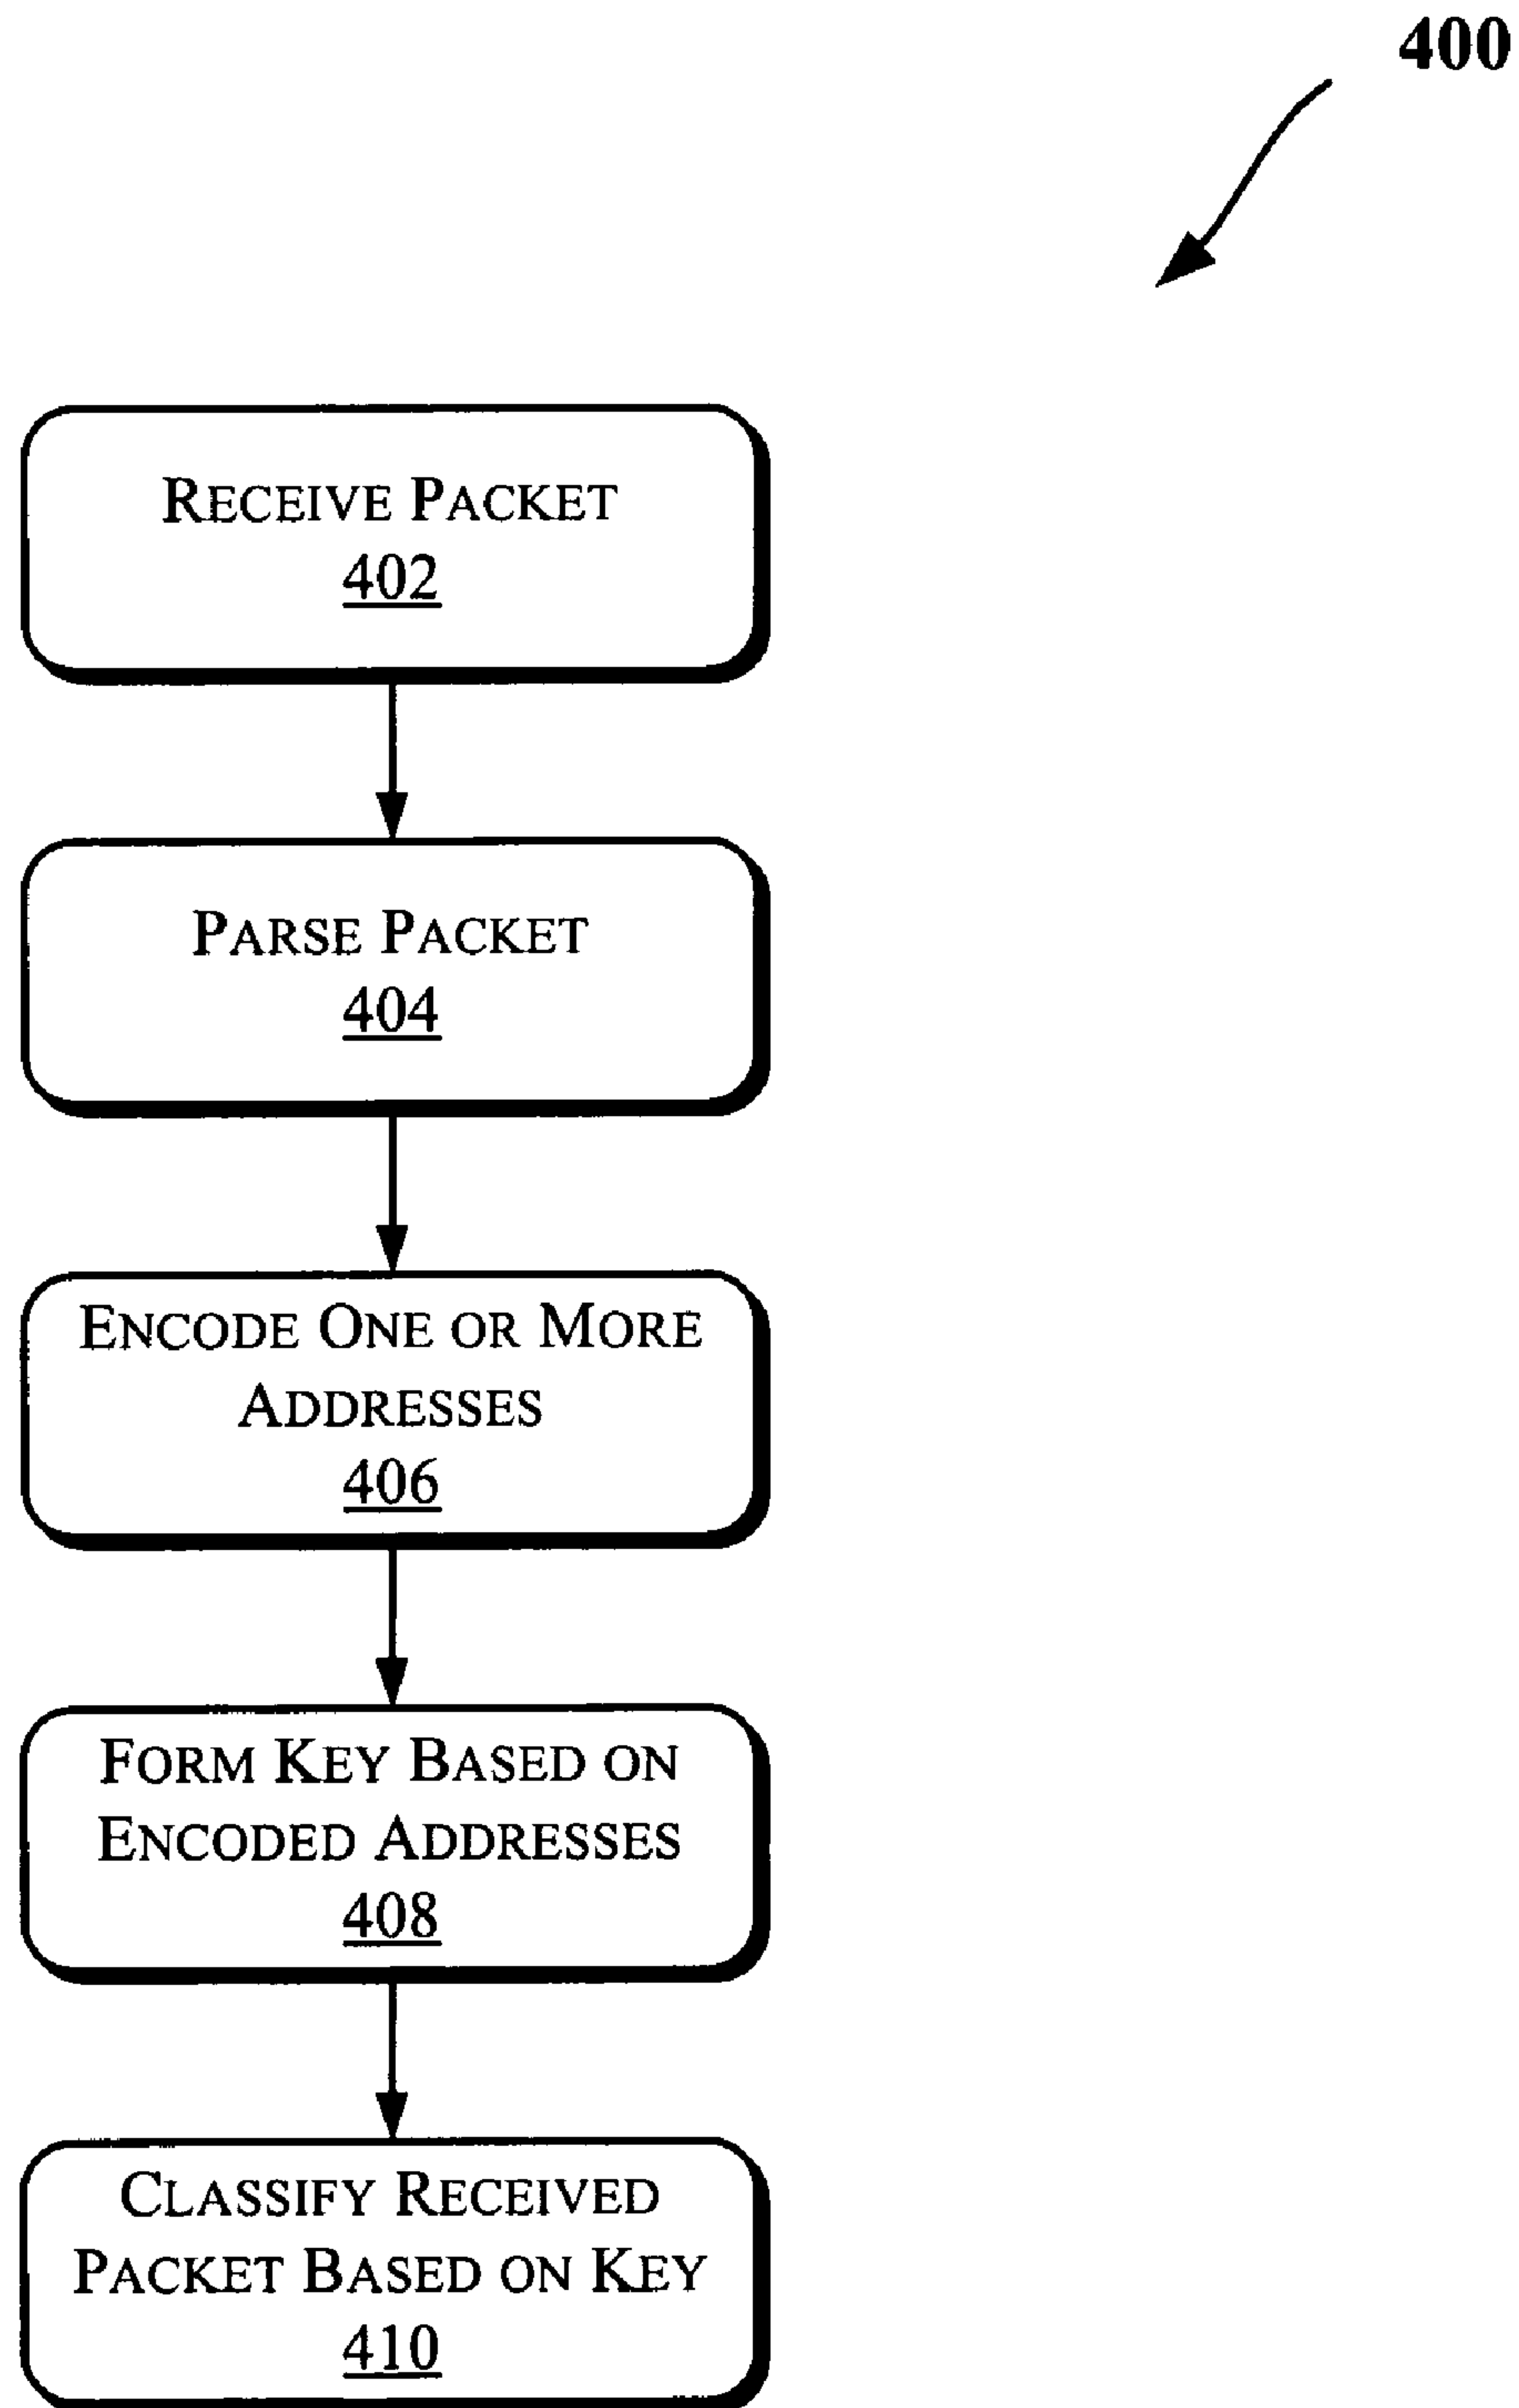 400
RECEIVE PACKET
402
PARSE PACKET
404
ENCODE ONE OR MORE
ADDRESSES
406
FORM KEY BASED ON
ENCODED ADDRESSES
408
CLASSIFY RECEIVED
PACKET BASED ON KEY
410